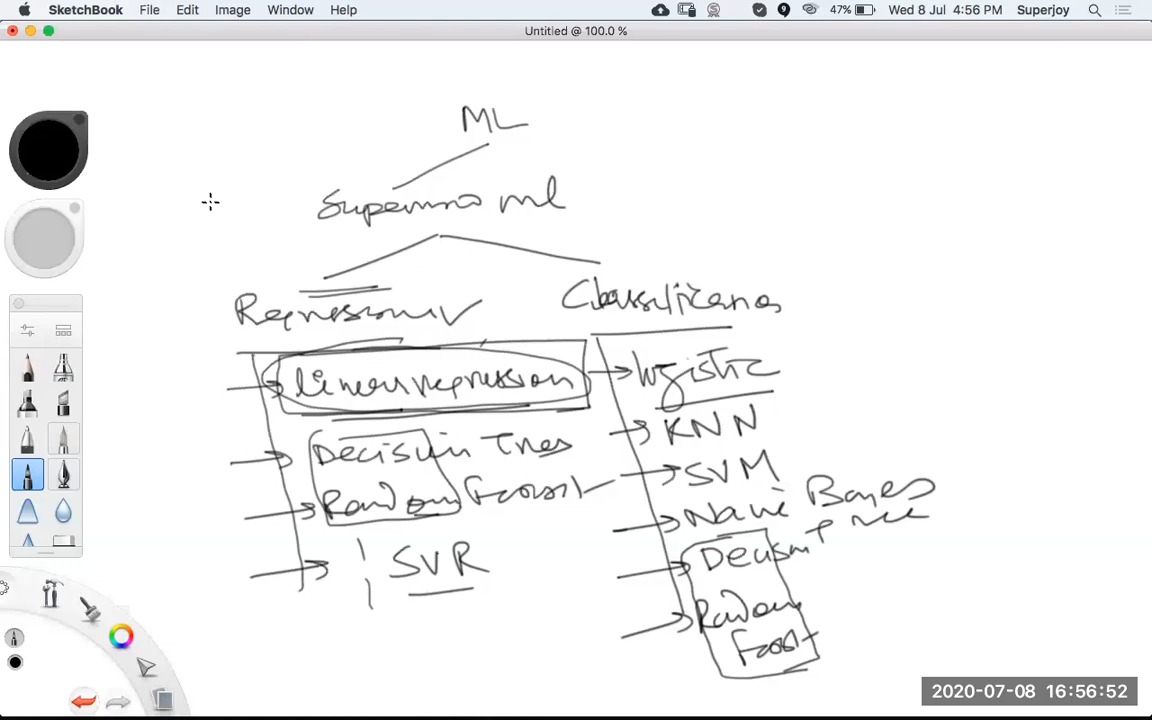 SketchBook File Edit Image Window Help 47% Wed 8 Jul 4:56 PM Superjoy
Untitled @ 100.0 %
ML
ml
Regression
Classification
linear regression
logistic
Decision Trees
KNN
Random Forest
SVM
Naive Bayes
SVR
Decision Tree
Random
Forest
2020-07-08 16:56:52